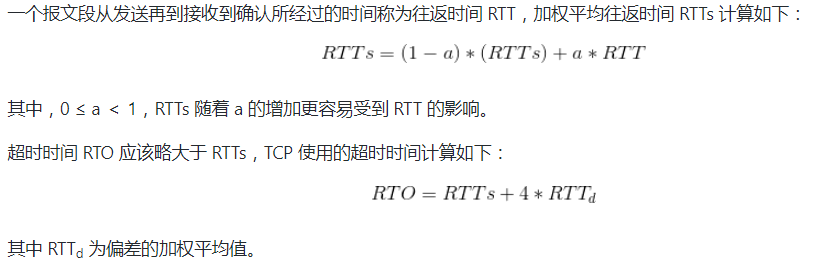 一个报文段从发送再到接收到确认所经过的时间称为往返时间 RTT，加权平均往返时间 RTTs 计算如下：
RTTs = (1 − a) ∗ (RTTs) + a ∗ RTT
其中，0 ≤ a ＜ 1，RTTs 随着 a 的增加更容易受到 RTT 的影响。
超时时间 RTO 应该略大于 RTTs，TCP 使用的超时时间计算如下：
RTO = RTTs + 4 ∗ RTT_d
其中 RTT_d 为偏差的加权平均值。